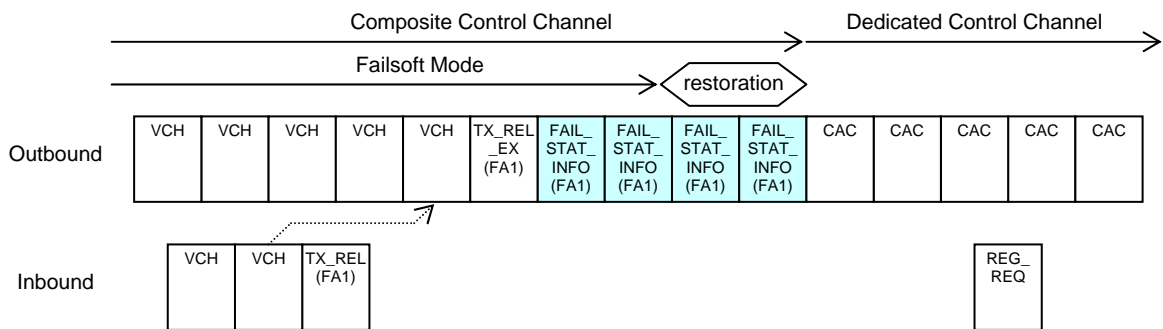 Composite Control Channel
Dedicated Control Channel
Failsoft Mode
restoration
Outbound
VCH
VCH
VCH
VCH
VCH
TX_REL
_EX
(FA1)
FAIL_
STAT_
INFO
(FA1)
FAIL_
STAT_
INFO
(FA1)
FAIL_
STAT_
INFO
(FA1)
FAIL_
STAT_
INFO
(FA1)
CAC
CAC
CAC
CAC
CAC
Inbound
VCH
VCH
TX_REL
(FA1)
REG_
REQ